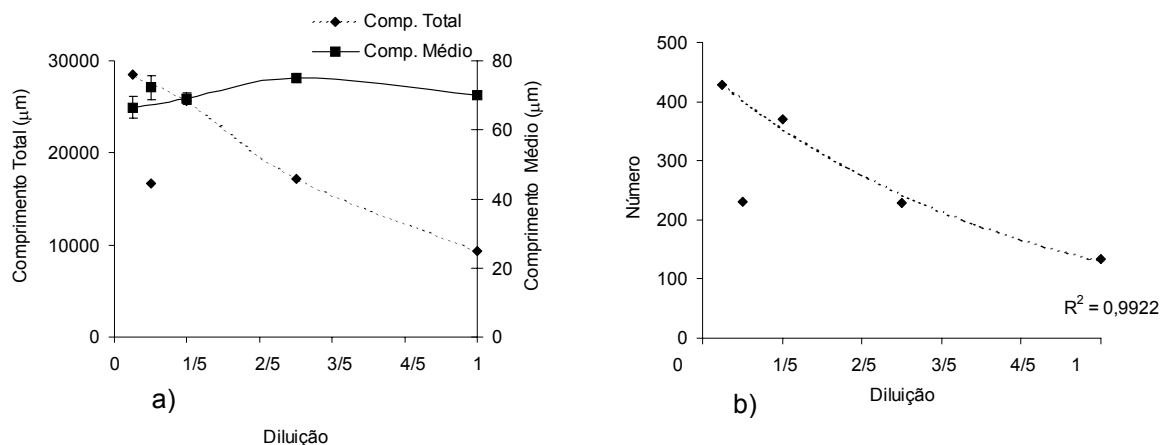 Comp. Total
Comp. Médio
30000
20000
10000
0
Comprimento Total (μm)
80
60
40
20
0
Comprimento Médio (μm)
0 1/5 2/5 3/5 4/5 1
a)
Diluição
500
400
300
200
100
0
Número
R² = 0,9922
0 1/5 2/5 3/5 4/5 1
Diluição
b)